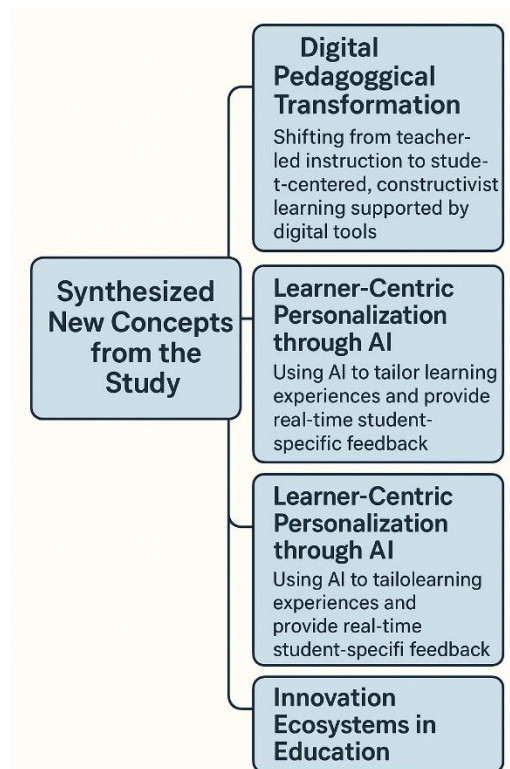 Digital
Pedagoggical
Transformation
Shifting from teacher-
led instruction to stude-
t-centered, constructivist
learning supported by
digital tools
Synthesized
New Concepts
from the
Study
Learner-Centric
Personalization
through AI
Using AI to tailor learning
experiences and provide
real-time student-
specific feedback
Learner-Centric
Personalization
through AI
Using AI to tailolearning
experiences and
provide real-time
student-specifi feedback
Innovation
Ecosystems in
Education